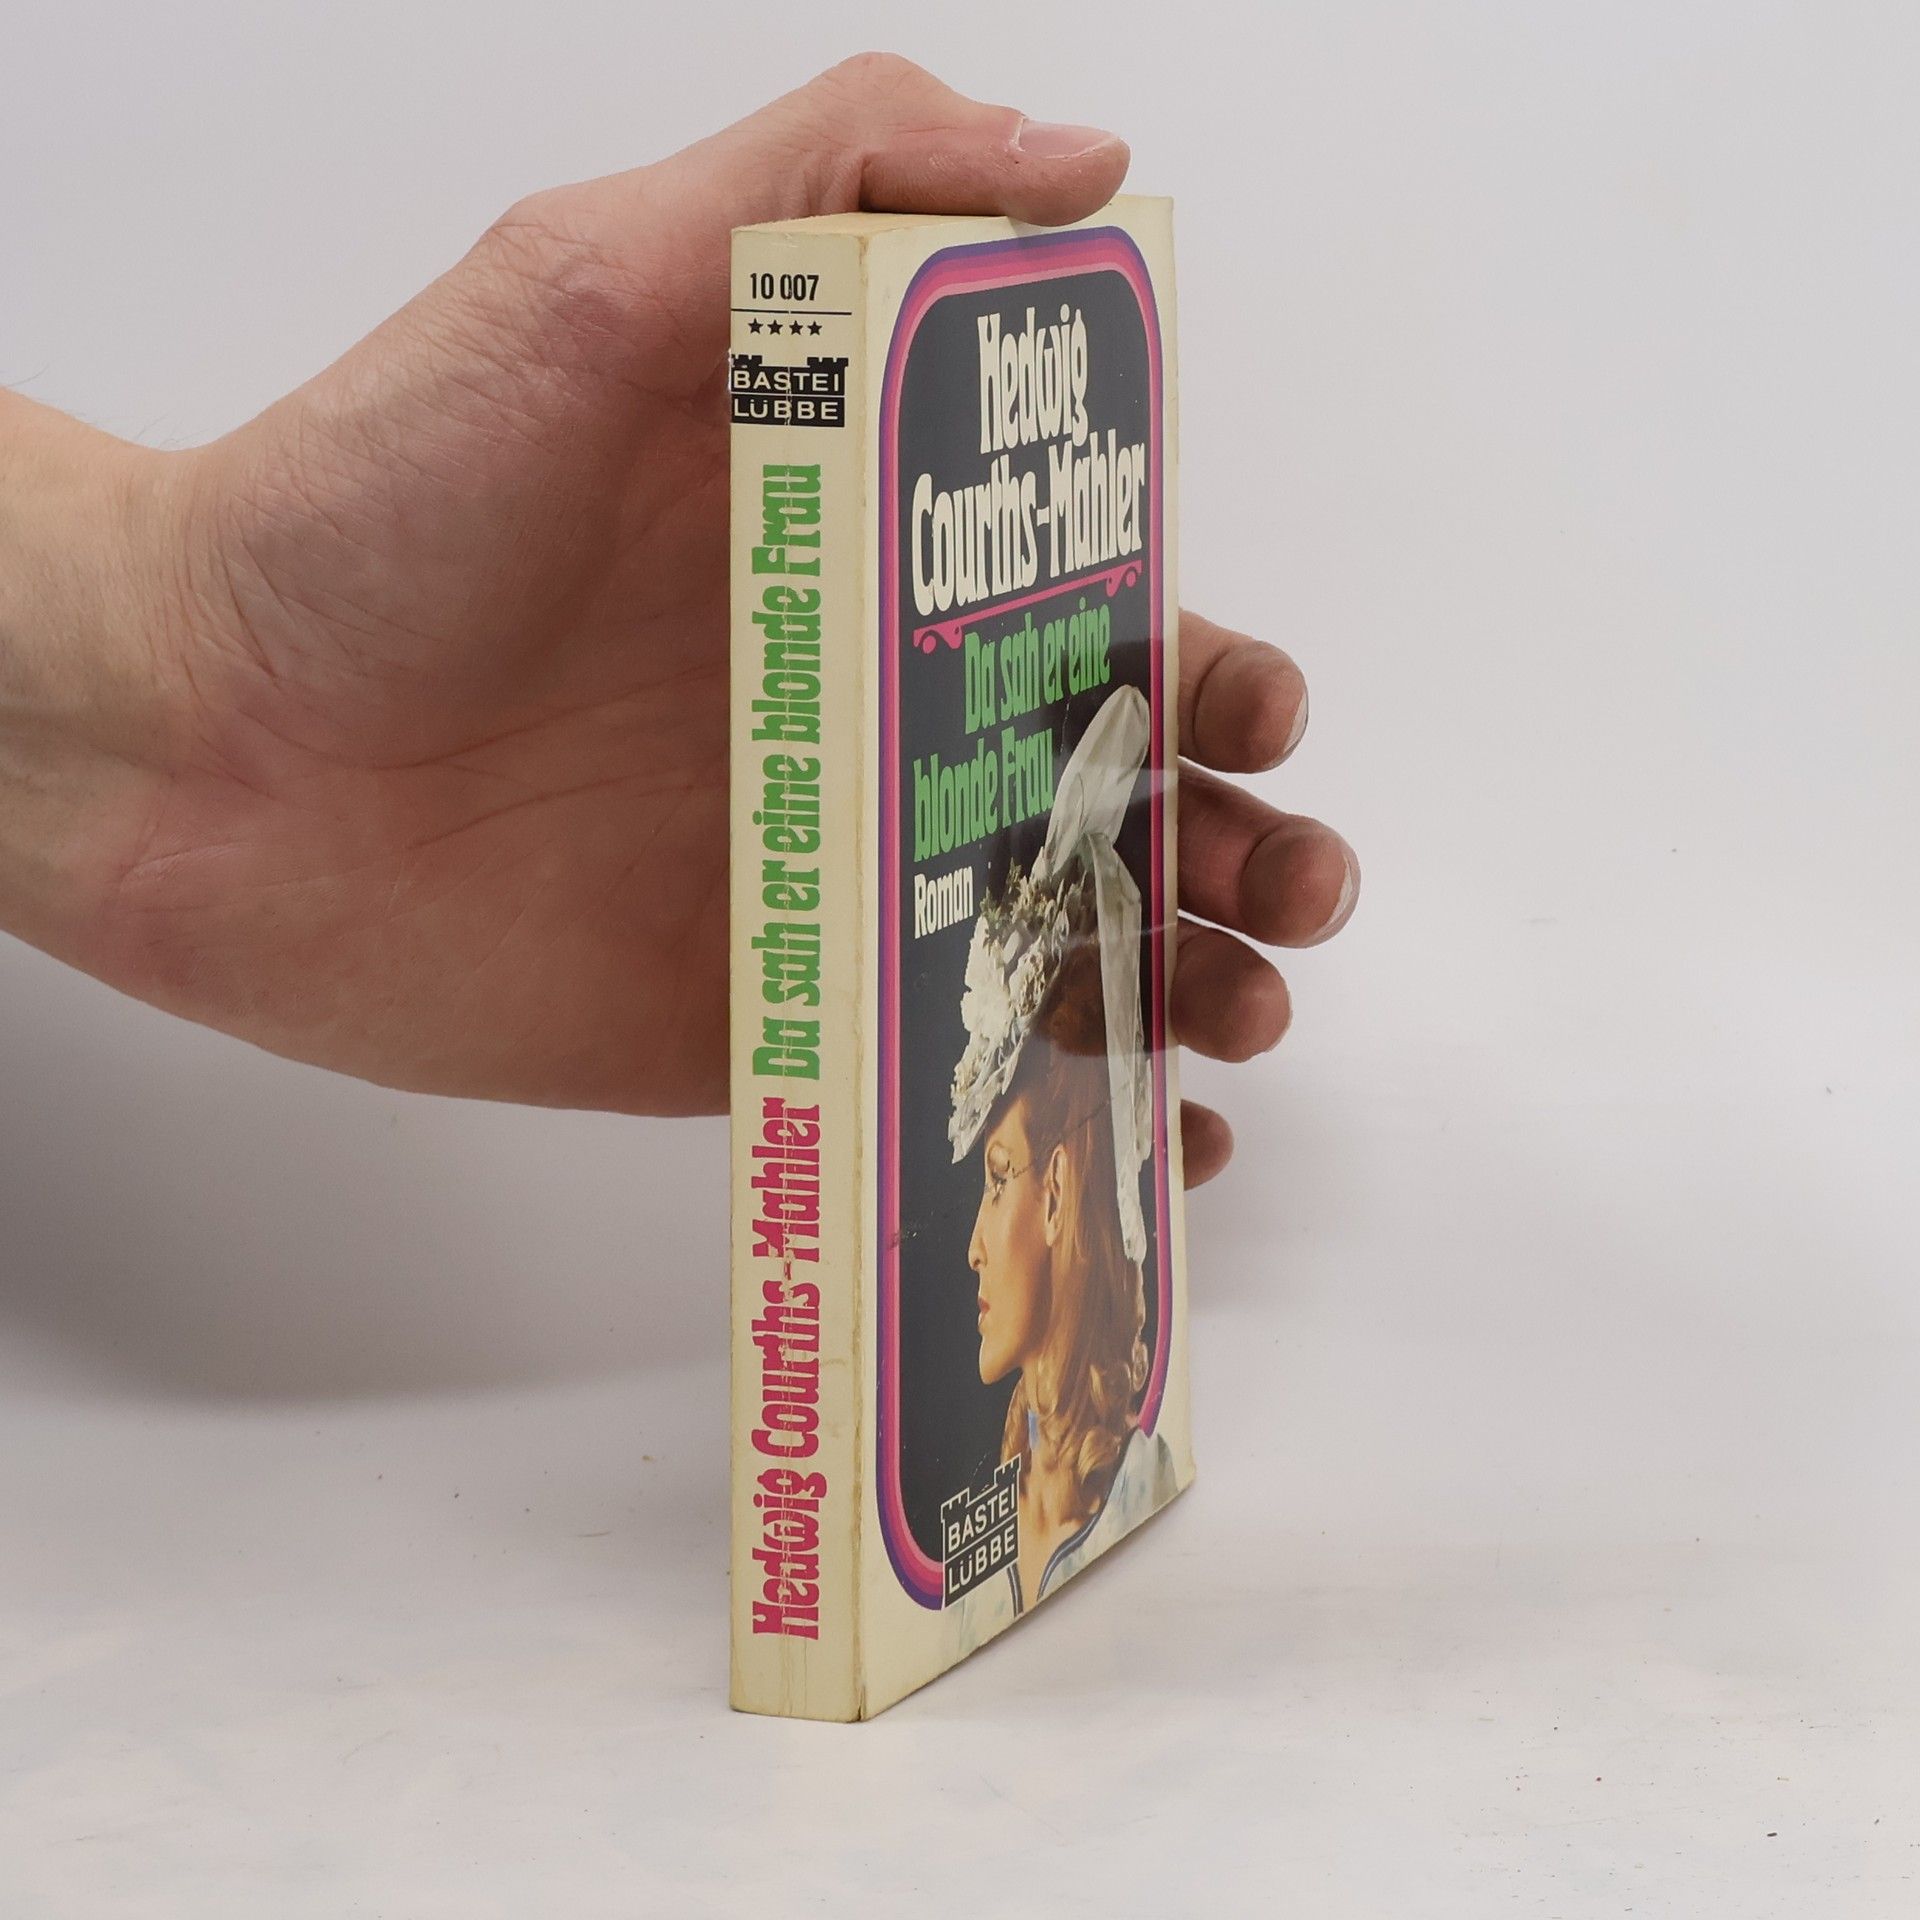 10 007
★★★★
BASTEI
LÜBBE
Hedwig Courths-Mahler Da sah er eine blonde Frau
Hedwig
Courths-Mahler
Da sah er eine
blonde Frau
Roman
BASTEI
LÜBBE